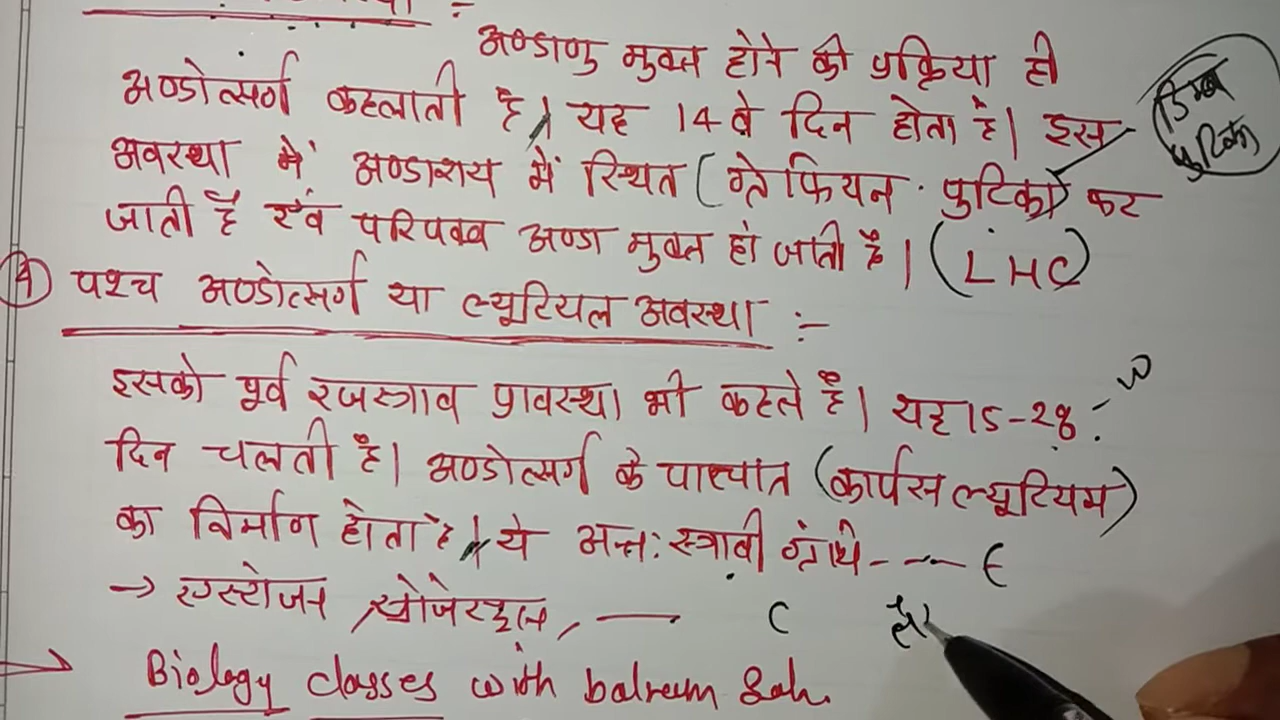 अण्डाणु मुक्त होने की प्रक्रिया ही
अण्डोत्सर्ग कहलाती है। यह 14 वे दिन होता है। इस
डिम्ब
पुटिका
अवस्था में अण्डाशय में स्थित (ग्रेफियन पुटिका) फट
जाती है एवं परिपक्व अण्ड मुक्त हो जाती है। (LHC)
4 पश्च अण्डोत्सर्ग या ल्यूटियल अवस्था :-
इसको पूर्व रजस्त्राव प्रावस्था भी कहते है। यह 15-28
दिन चलती है। अण्डोत्सर्ग के पाश्चात (कार्पस ल्यूटियम)
का निर्माण होता है। ये अन्त: स्त्रावी ग्रंथि ---
→ एस्ट्रोजन, प्रोजेस्ट्रान, —
→ Biology classes with balram Sah.